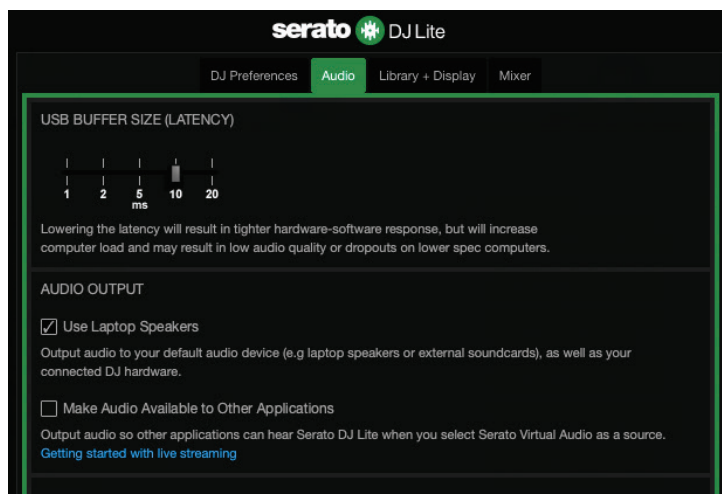 serato DJ Lite
DJ Preferences Audio Library + Display Mixer
USB BUFFER SIZE (LATENCY)
1 2 5 10 20
ms
Lowering the latency will result in tighter hardware-software response, but will increase
computer load and may result in low audio quality or dropouts on lower spec computers.
AUDIO OUTPUT
Use Laptop Speakers
Output audio to your default audio device (e.g laptop speakers or external soundcards), as well as your
connected DJ hardware.
Make Audio Available to Other Applications
Output audio so other applications can hear Serato DJ Lite when you select Serato Virtual Audio as a source.
Getting started with live streaming